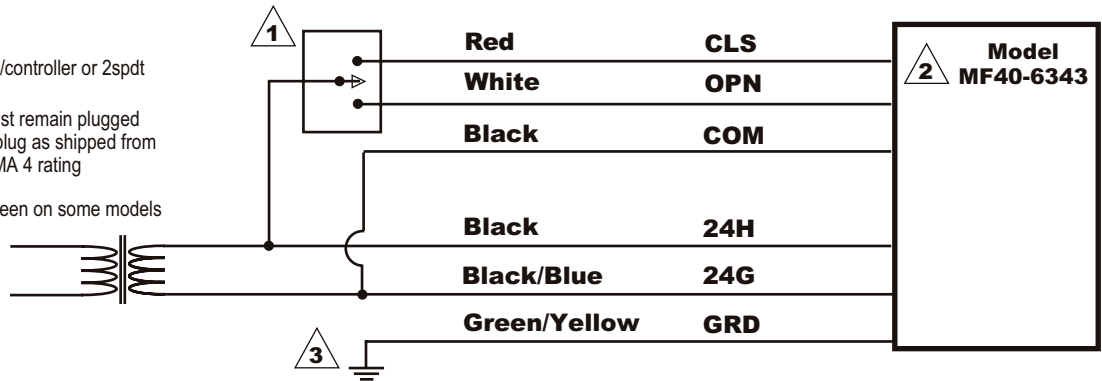 /controller or 2spdt
st remain plugged
plug as shipped from
MA 4 rating
een on some models
1
Red CLS
White OPN
Black COM
Black 24H
Black/Blue 24G
Green/Yellow GRD
3
2
Model
MF40-6343